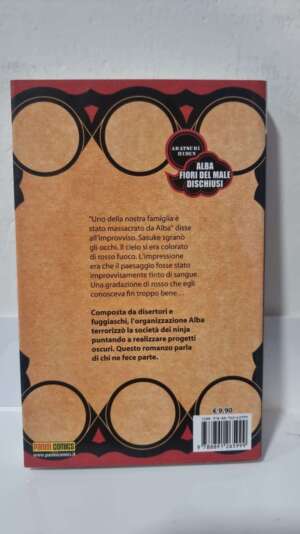 AKATSUKI
HIDEN
ALBA
FIORI DEL MALE
DISCHIUSI
"Uno della nostra famiglia è
stato massacrato da Alba" disse
all'improvviso. Sasuke sgranò
gli occhi. Il cielo si era colorato
di rosso fuoco. L'impressione
era che il paesaggio fosse stato
improvvisamente tinto di sangue.
Una gradazione di rosso che egli
conosceva fin troppo bene...
Composta da disertori e
fuggiaschi, l'organizzazione Alba
terrorizzò la società dei ninja
puntando a realizzare progetti
oscuri. Questo romanzo parla
di chi ne fece parte.
€ 9,90
PANINI COMICS
www.paninicomics.it